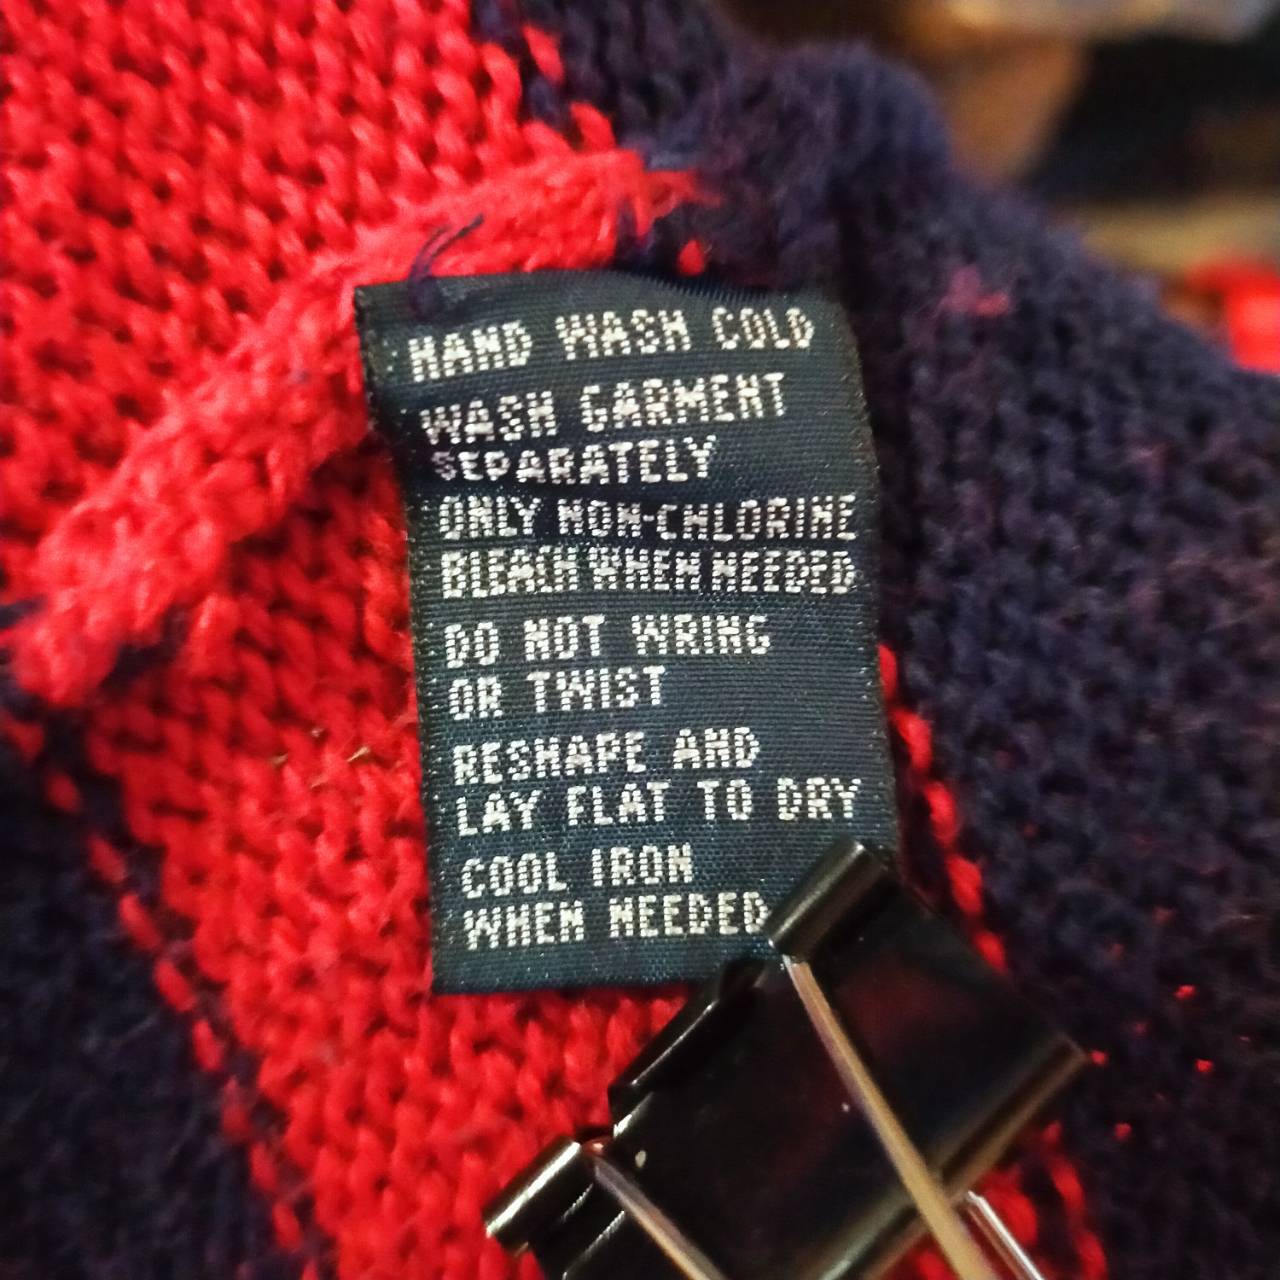 HAND WASH COLD
WASH GARMENT
SEPARATELY
ONLY NON-CHLORINE
BLEACH WHEN NEEDED
DO NOT WRING
OR TWIST
RESHAPE AND
LAY FLAT TO DRY
COOL IRON
WHEN NEEDED